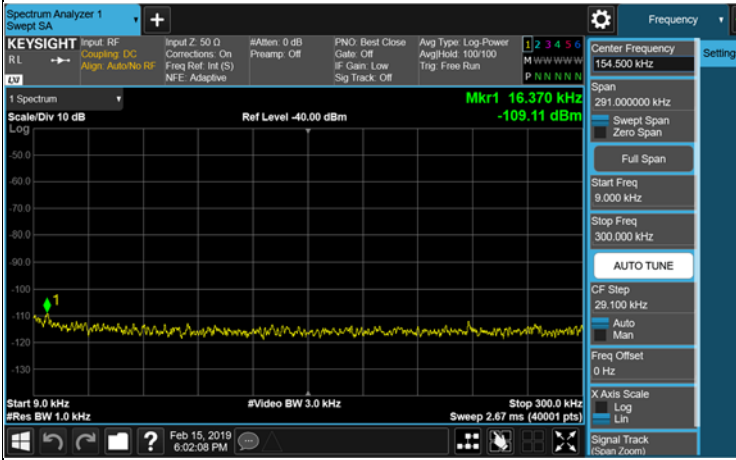 Spectrum Analyzer 1
Swept SA
+
Frequency
KEYSIGHT
RL
LXI
Input: RF
Coupling: DC
Align: Auto/No RF
Input Z: 50 Ω
Corrections: On
Freq Ref: Int (S)
NFE: Adaptive
#Atten: 0 dB
Preamp: Off
PNO: Best Close
Gate: Off
IF Gain: Low
Sig Track: Off
Avg Type: Log-Power
Avg|Hold: 100/100
Trig: Free Run
1 2 3 4 5 6
M W W W W W
P N N N N N
1 Spectrum
Scale/Div 10 dB
Log
Ref Level -40.00 dBm
Mkr1 16.370 kHz
-109.11 dBm
-50.0
-60.0
-70.0
-80.0
-90.0
-100
-110
-120
-130
1
Start 9.0 kHz
#Res BW 1.0 kHz
#Video BW 3.0 kHz
Stop 300.0 kHz
Sweep 2.67 ms (40001 pts)
Feb 15, 2019
6:02:08 PM
?
Center Frequency
154.500 kHz
Settings
Span
291.000000 kHz
Swept Span
Zero Span
Full Span
Start Freq
9.000 kHz
Stop Freq
300.000 kHz
AUTO TUNE
CF Step
29.100 kHz
Auto
Man
Freq Offset
0 Hz
X Axis Scale
Log
Lin
Signal Track
(Span Zoom)